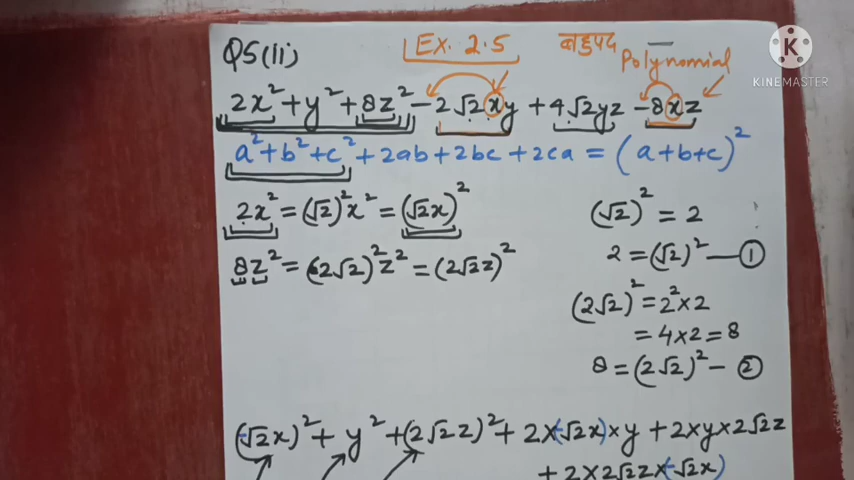 Q5(ii)
Ex. 2.5
बहुपद
Polynomial
K
KINEMASTER
2x² + y² + 8z² - 2√2xy + 4√2yz - 8xz
a² + b² + c² + 2ab + 2bc + 2ca = (a+b+c)²
2x² = (√2)²x² = (√2x)²
8z² = (2√2)²z² = (2√2z)²
(√2)² = 2
2 = (√2)² — ①
(2√2)² = 2² × 2
= 4×2 = 8
8 = (2√2)² - ②
(-√2x)² + y² + (2√2z)² + 2×(-√2x)×y + 2×y×2√2z
+ 2×2√2z×(-√2x)